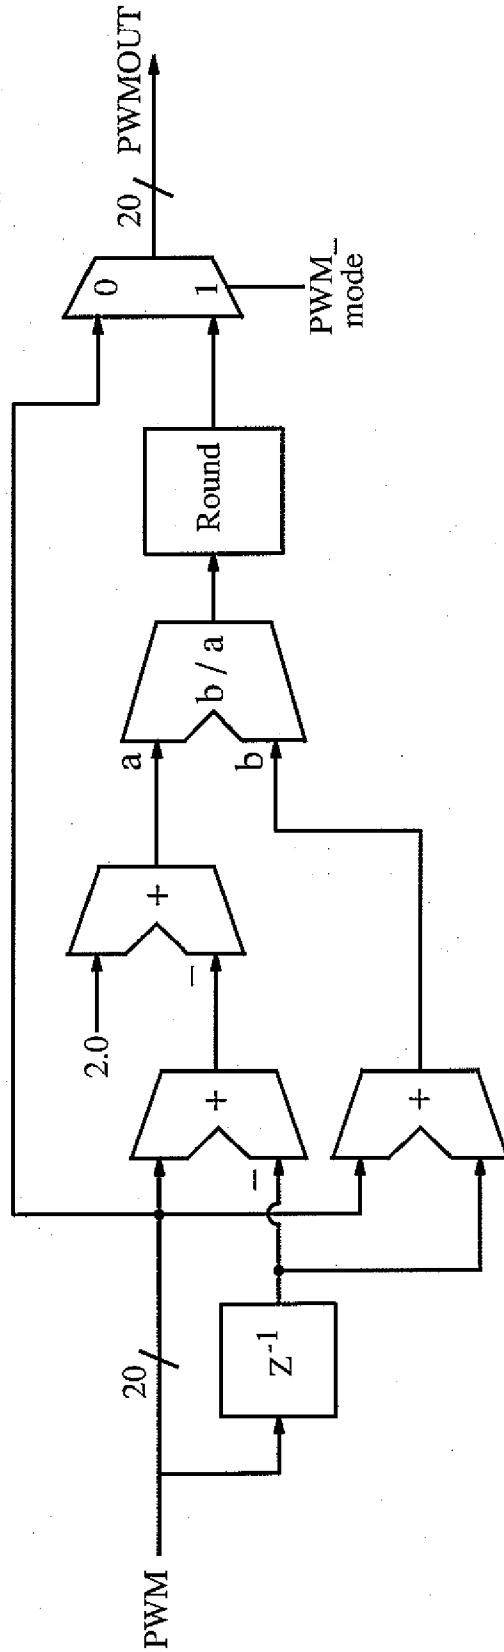 PWM
20
Z-1
−
+
+
2.0
−
+
a
b
b / a
Round
0
1
PWM_
mode
20
PWMOUT